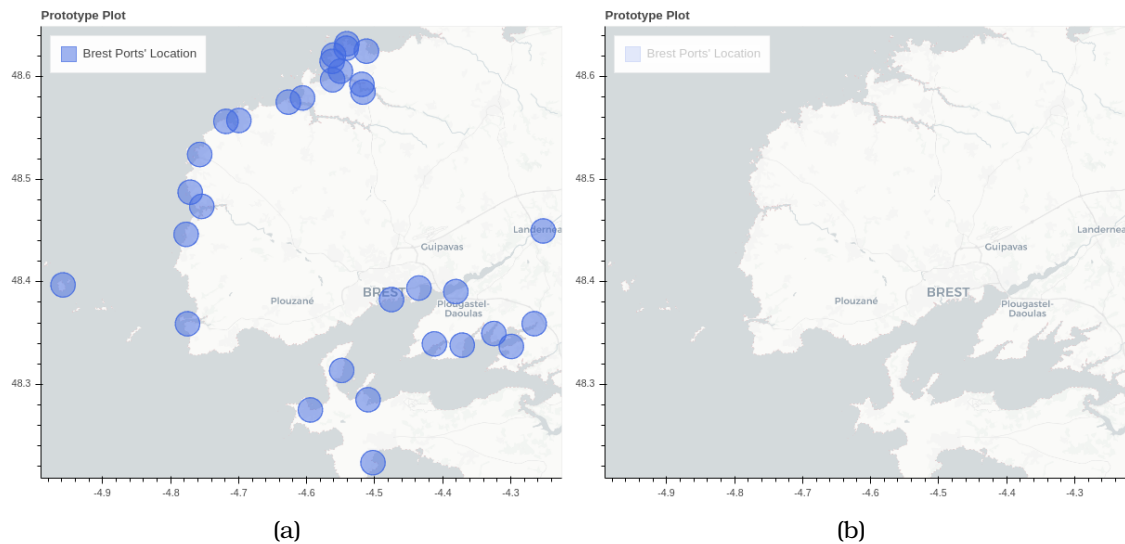 Prototype Plot
Brest Ports' Location
48.6
48.5
48.4
48.3
Guipavas
Landernea
BREST
Plouzané
Plougastel-
Daoulas
-4.9
-4.8
-4.7
-4.6
-4.5
-4.4
-4.3
(a)
Prototype Plot
Brest Ports' Location
48.6
48.5
48.4
48.3
Guipavas
Landernea
BREST
Plouzané
Plougastel-
Daoulas
-4.9
-4.8
-4.7
-4.6
-4.5
-4.4
-4.3
(b)